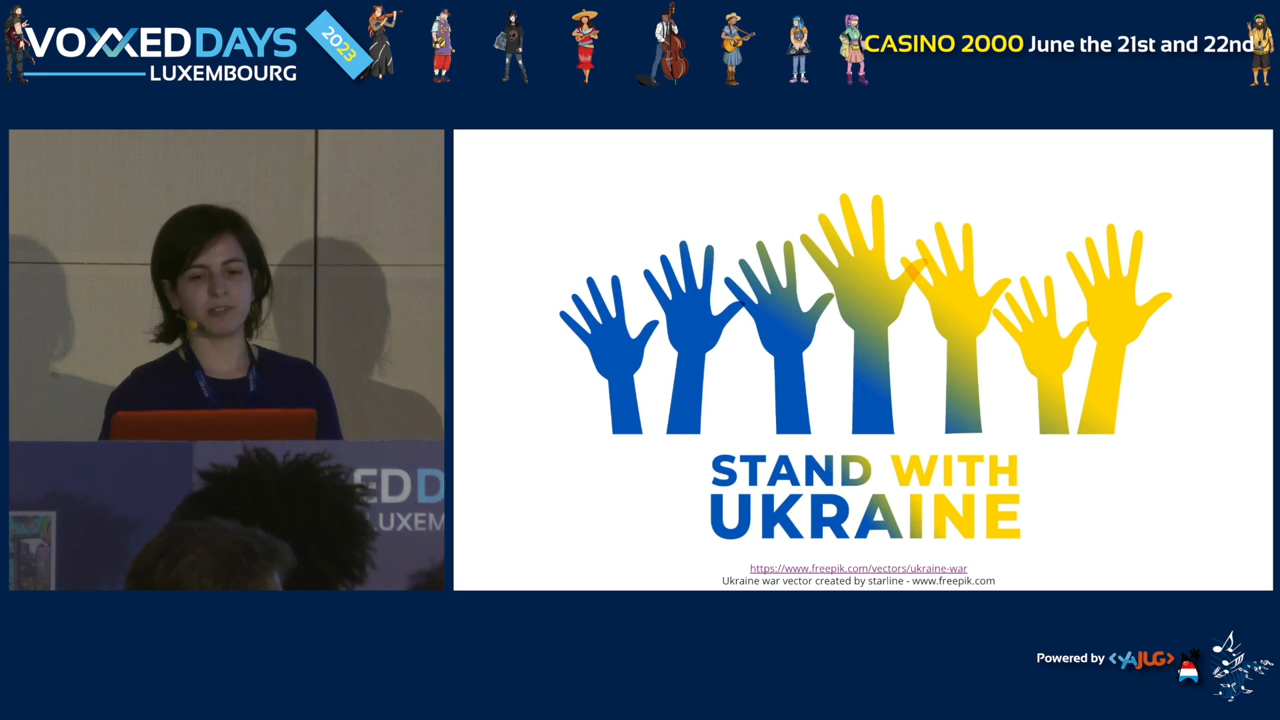 VOXXED DAYS
LUXEMBOURG
2023
CASINO 2000 June the 21st and 22nd
ED D
LUXEM
STAND WITH
UKRAINE
https://www.freepik.com/vectors/ukraine-war
Ukraine war vector created by starline - www.freepik.com
Powered by <YAJUG>